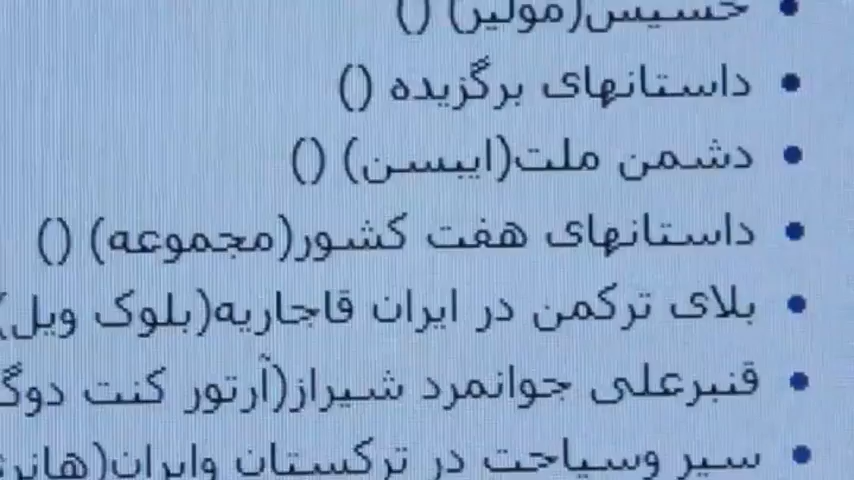 خسیس(مولیر) ()
داستانهای برگزیده ()
دشمن ملت(ایبسن) ()
داستانهای هفت کشور(مجموعه) ()
بلای ترکمن در ایران قاجاریه(بلوک ویل)
قنبرعلی جوانمرد شیراز(آرتور کنت
سیر وسیاحت در ترکستان وایران(